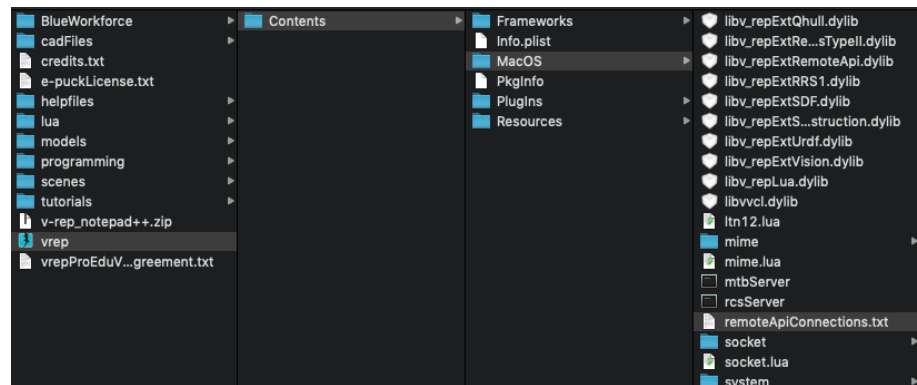 BlueWorkforce
cadFiles
credits.txt
e-puckLicense.txt
helpfiles
lua
models
programming
scenes
tutorials
v-rep_notepad++.zip
vrep
vrepProEduV...greement.txt
Contents
Frameworks
Info.plist
MacOS
PkgInfo
PlugIns
Resources
libv_repExtQhull.dylib
libv_repExtRe...sTypeII.dylib
libv_repExtRemoteApi.dylib
libv_repExtRRS1.dylib
libv_repExtSDF.dylib
libv_repExtS...struction.dylib
libv_repExtUrdf.dylib
libv_repExtVision.dylib
libv_repLua.dylib
libvvcl.dylib
ltn12.lua
mime
mime.lua
mtbServer
rcsServer
remoteApiConnections.txt
socket
socket.lua
system